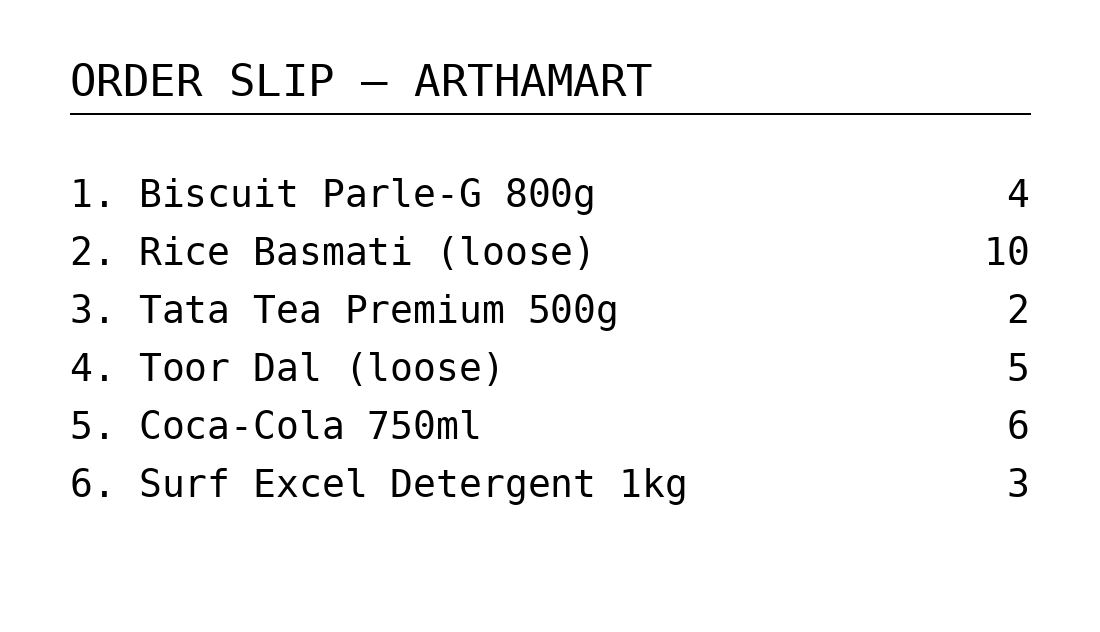 ORDER SLIP — ARTHAMART
1. Biscuit Parle-G 800g 4
2. Rice Basmati (loose) 10
3. Tata Tea Premium 500g 2
4. Toor Dal (loose) 5
5. Coca-Cola 750ml 6
6. Surf Excel Detergent 1kg 3